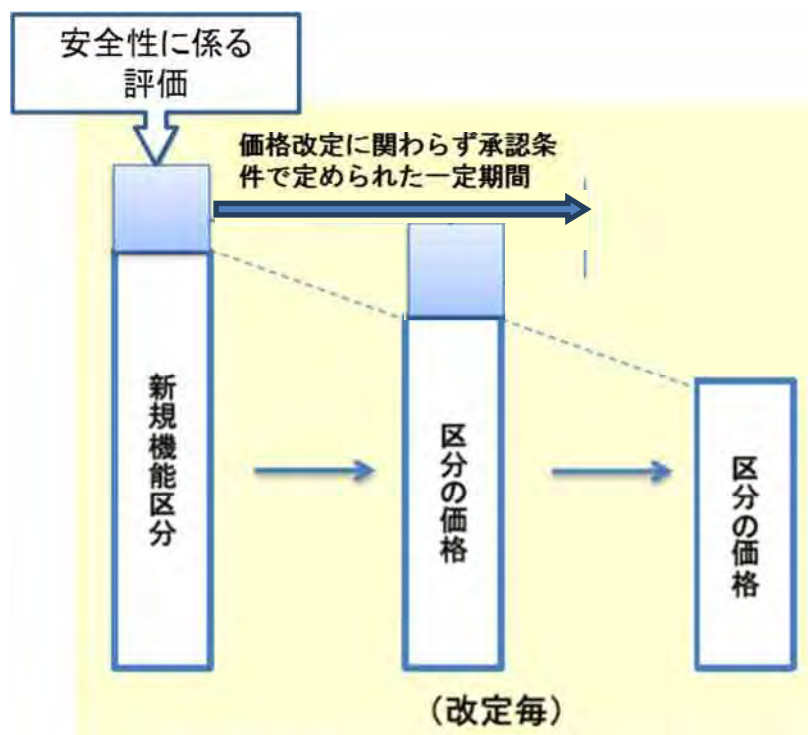 安全性に係る
評価
価格改定に関わらず承認条
件で定められた一定期間
新規機能区分
区分の価格
区分の価格
（改定毎）